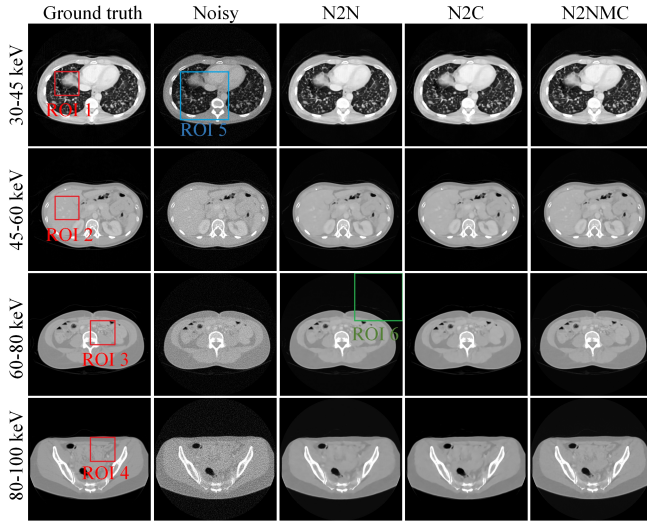 Ground truth Noisy N2N N2C N2NMC
30-45 keV
ROI 1
ROI 5
45-60 keV
ROI 2
60-80 keV
ROI 3
ROI 6
80-100 keV
ROI 4